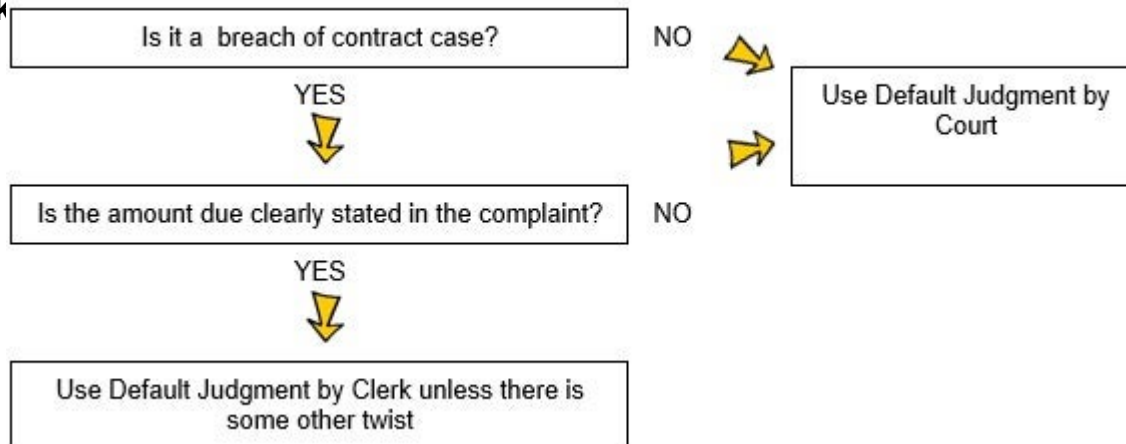 Is it a breach of contract case?
NO
YES
Use Default Judgment by
Court
Is the amount due clearly stated in the complaint?
NO
YES
Use Default Judgment by Clerk unless there is
some other twist